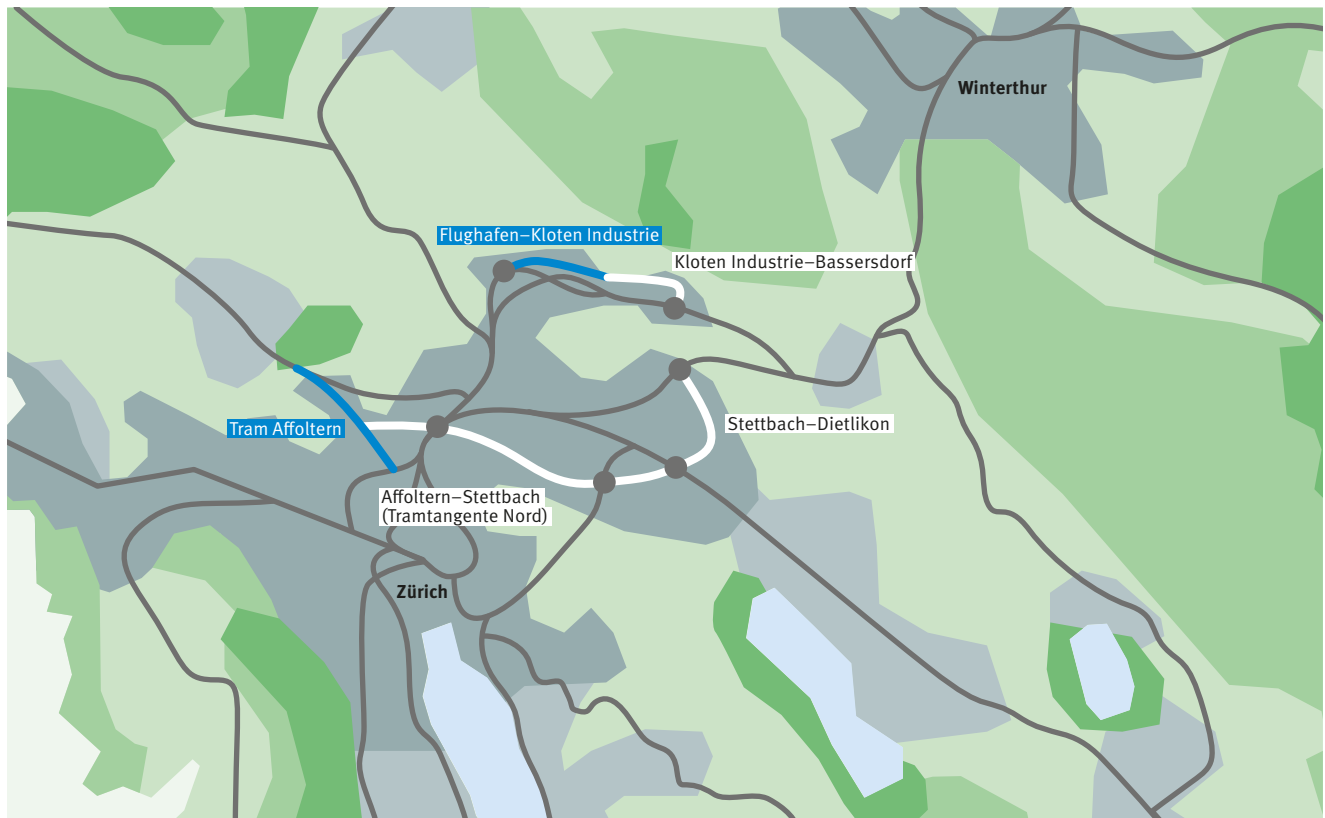 Winterthur
Flughafen–Kloten Industrie
Kloten Industrie–Bassersdorf
Tram Affoltern
Stettbach–Dietlikon
Affoltern–Stettbach
(Tramtangente Nord)
Zürich